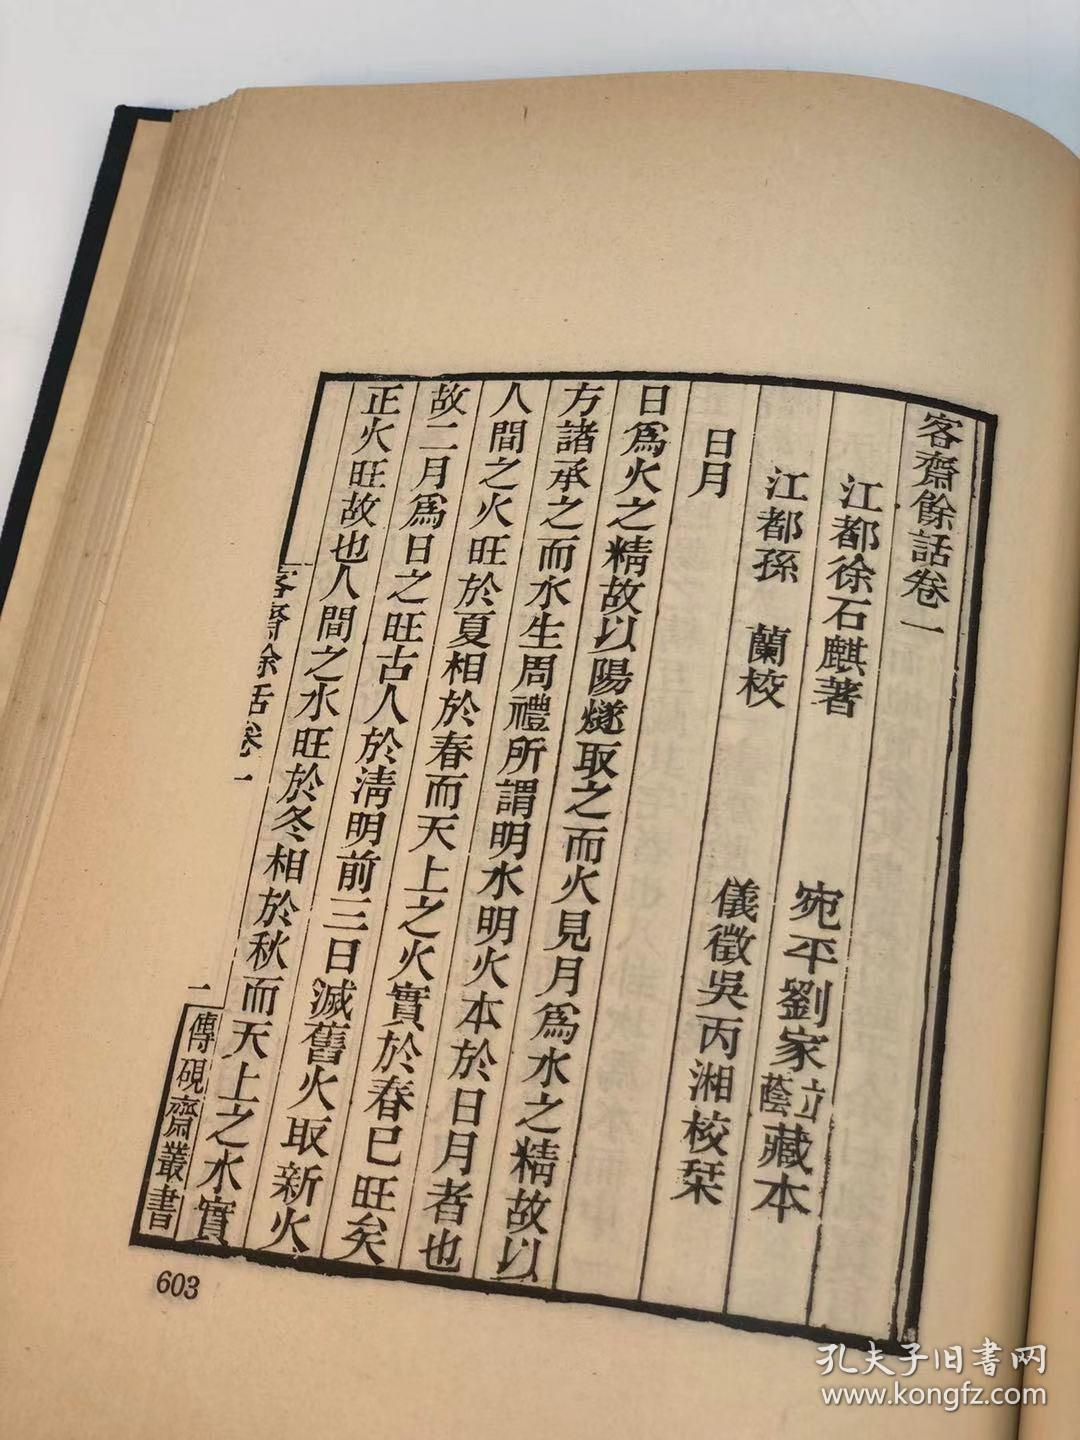 客齋餘話卷一
江都徐石麒著
宛平劉家立蔭藏本
江都孫 蘭校
儀徵吳丙湘校栞
日月
日爲火之精故以陽燧取之而火見月爲水之精故以
方諸承之而水生周禮所謂明水明火本於日月者也
人間之火旺於夏相於春而天上之火實於春已旺矣
故二月爲日之旺古人於淸明前三日滅舊火取新火
正火旺故也人間之水旺於冬相於秋而天上之水實
客齋餘話卷一
一
傳硯齋叢書
603
孔夫子旧書网
www.kongfz.com